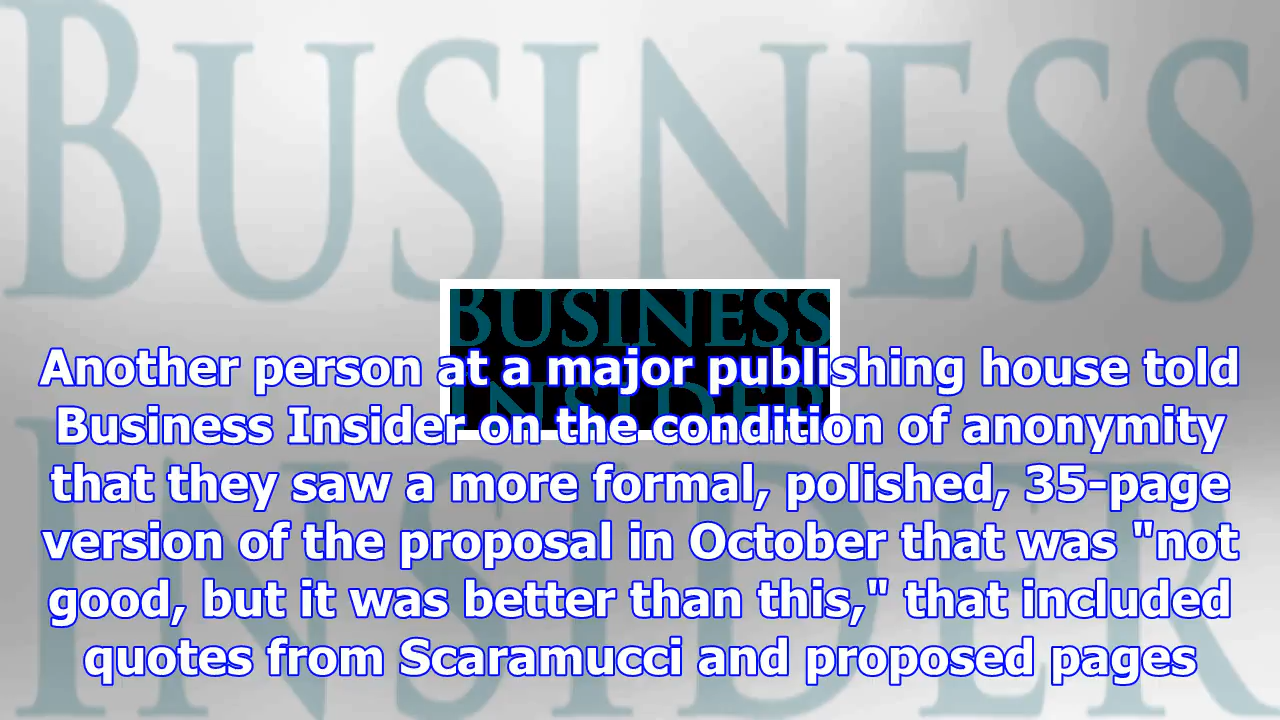 BUSINESS
BUSINESS
INSIDER
Another person at a major publishing house told
Business Insider on the condition of anonymity
that they saw a more formal, polished, 35-page
version of the proposal in October that was "not
good, but it was better than this," that included
quotes from Scaramucci and proposed pages
INSIDER